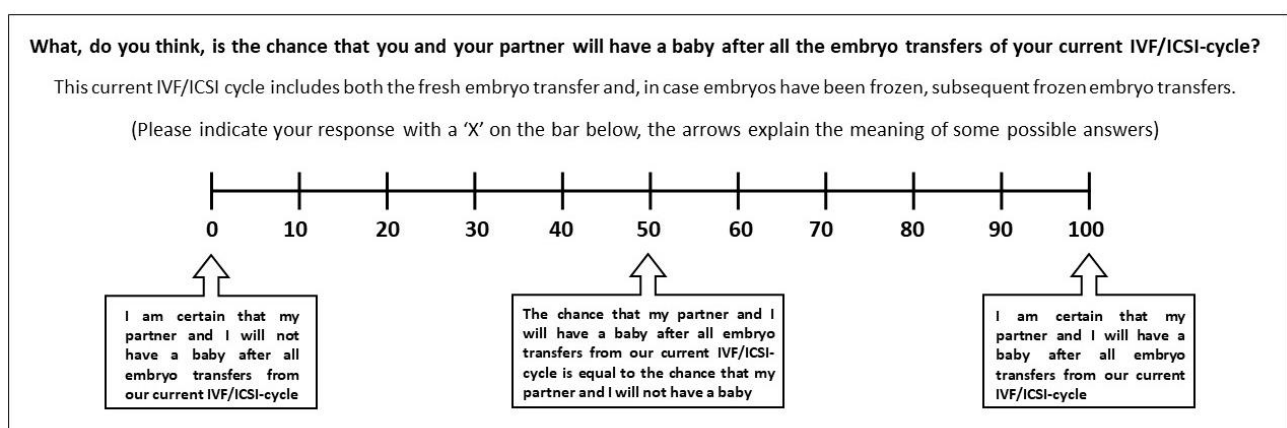 What, do you think, is the chance that you and your partner will have a baby after all the embryo transfers of your current IVF/ICSI-cycle?
This current IVF/ICSI cycle includes both the fresh embryo transfer and, in case embryos have been frozen, subsequent frozen embryo transfers.
(Please indicate your response with a ‘X’ on the bar below, the arrows explain the meaning of some possible answers)
0 10 20 30 40 50 60 70 80 90 100
I am certain that my
partner and I will not
have a baby after all
embryo transfers from
our current IVF/ICSI-cycle
The chance that my partner and I
will have a baby after all embryo
transfers from our current IVF/ICSI-
cycle is equal to the chance that my
partner and I will not have a baby
I am certain that my
partner and I will have a
baby after all embryo
transfers from our current
IVF/ICSI-cycle